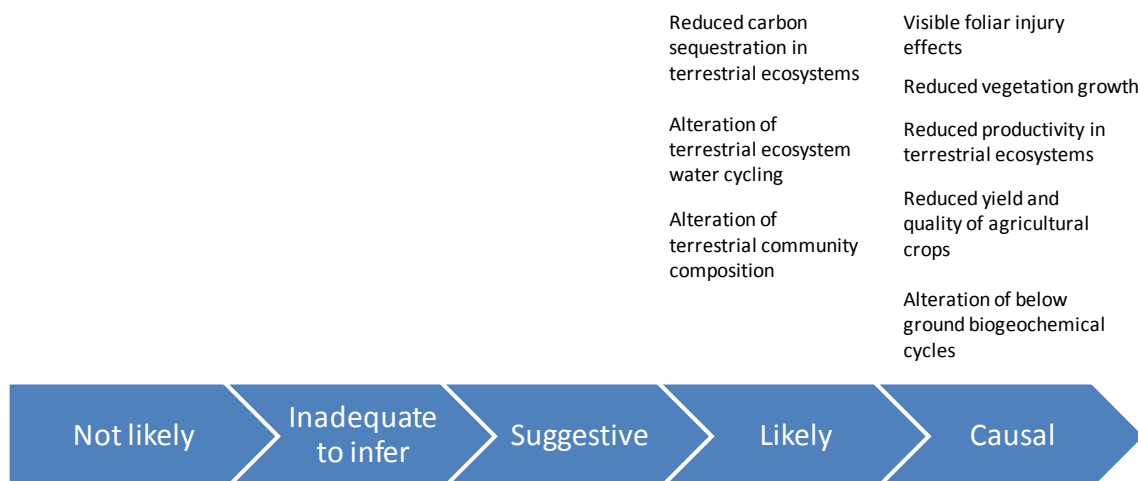 Reduced carbon
sequestration in
terrestrial ecosystems
Alteration of
terrestrial ecosystem
water cycling
Alteration of
terrestrial community
composition
Visible foliar injury
effects
Reduced vegetation growth
Reduced productivity in
terrestrial ecosystems
Reduced yield and
quality of agricultural
crops
Alteration of below
ground biogeochemical
cycles
Not likely
Inadequate
to infer
Suggestive
Likely
Causal